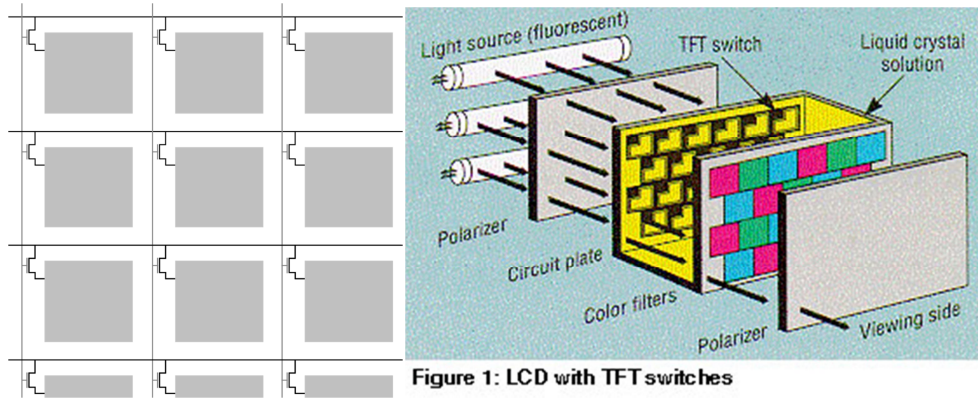 Light source (fluorescent)
TFT switch
Liquid crystal
solution
Polarizer
Circuit plate
Color filters
Polarizer
Viewing side
Figure 1: LCD with TFT switches